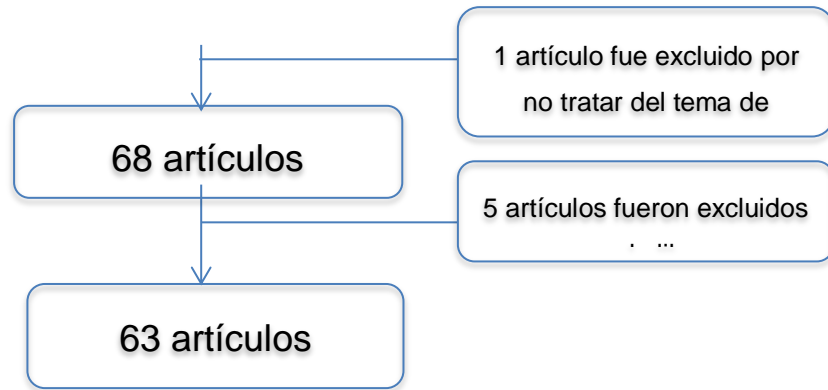 1 artículo fue excluido por
no tratar del tema de
68 artículos
5 artículos fueron excluidos
63 artículos